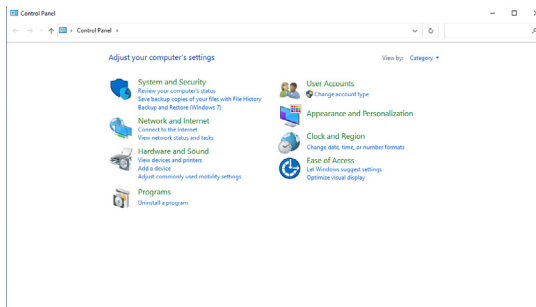 Control Panel
Control Panel
Adjust your computer's settings
View by: Category
System and Security
Review your computer's status
Save backup copies of your files with File History
Backup and Restore (Windows 7)
Network and Internet
Connect to the Internet
View network status and tasks
Hardware and Sound
View devices and printers
Add a device
Adjust commonly used mobility settings
Programs
Uninstall a program
User Accounts
Change account type
Appearance and Personalization
Clock and Region
Change date, time, or number formats
Ease of Access
Let Windows suggest settings
Optimize visual display